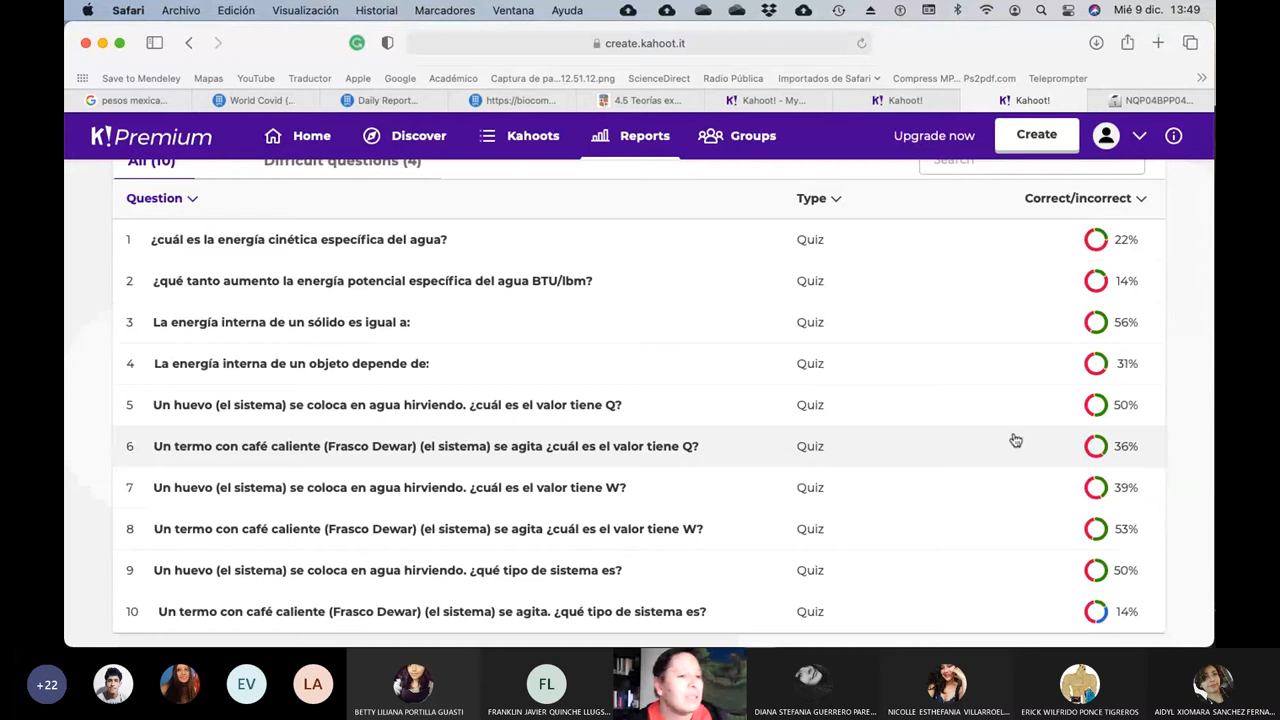 Safari Archivo Edición Visualización Historial Marcadores Ventana Ayuda Mié 9 dic. 13:49
create.kahoot.it
Save to Mendeley Mapas YouTube Traductor Apple Google Académico Captura de pa...12.51.12.png ScienceDirect Radio Pública Importados de Safari Compress MP... Ps2pdf.com Teleprompter
pesos mexica... World Covid (... Daily Report... https://biocom... 4.5 Teorías ex... Kahoot! - My... Kahoot! Kahoot! NQP04BPP04...
K! Premium Home Discover Kahoots Reports Groups Upgrade now Create
All (10) Difficult questions (4) Search
Question Type Correct/incorrect
1 ¿cuál es la energía cinética específica del agua? Quiz 22%
2 ¿qué tanto aumento la energía potencial específica del agua BTU/lbm? Quiz 14%
3 La energía interna de un sólido es igual a: Quiz 56%
4 La energía interna de un objeto depende de: Quiz 31%
5 Un huevo (el sistema) se coloca en agua hirviendo. ¿cuál es el valor tiene Q? Quiz 50%
6 Un termo con café caliente (Frasco Dewar) (el sistema) se agita ¿cuál es el valor tiene Q? Quiz 36%
7 Un huevo (el sistema) se coloca en agua hirviendo. ¿cuál es el valor tiene W? Quiz 39%
8 Un termo con café caliente (Frasco Dewar) (el sistema) se agita ¿cuál es el valor tiene W? Quiz 53%
9 Un huevo (el sistema) se coloca en agua hirviendo. ¿qué tipo de sistema es? Quiz 50%
10 Un termo con café caliente (Frasco Dewar) (el sistema) se agita. ¿qué tipo de sistema es? Quiz 14%
+22 EV LA FL
BETTY LILIANA PORTILLA GUASTI FRANKLIN JAVIER QUINCHE LLUGS... DIANA STEFANIA GUERRERO PARE... NICOLLE ESTHEFANIA VILLARROEL... ERICK WILFRIDO PONCE TIGREROS AIDYL XIOMARA SANCHEZ FERNA...